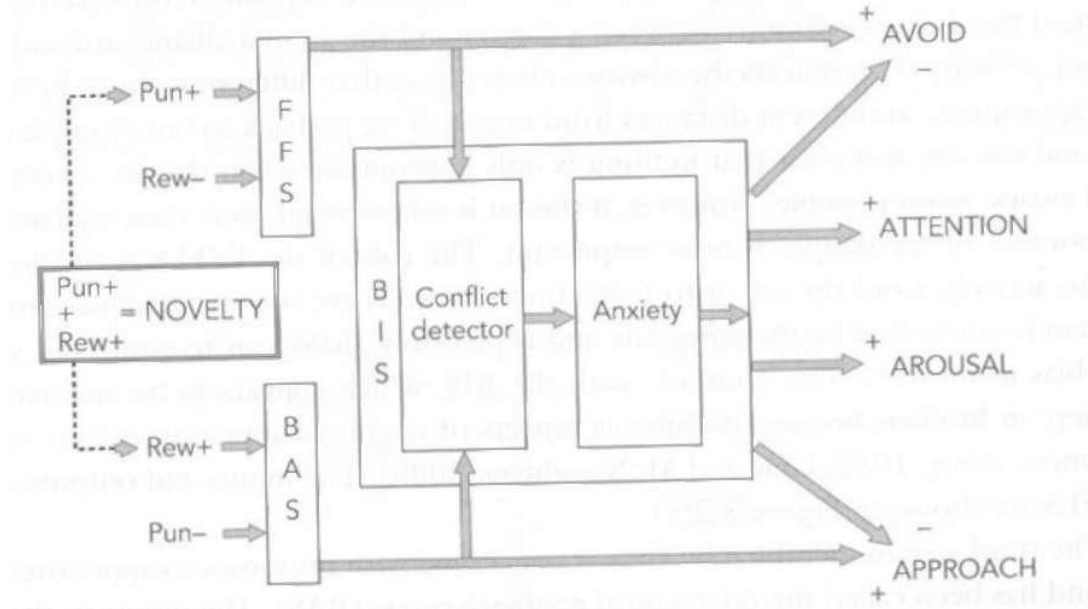 +
AVOID
–
Pun+
Rew–
F
F
S
+
ATTENTION
B
I
S
Conflict
detector
Anxiety
Pun+
+ = NOVELTY
Rew+
+
AROUSAL
Rew+
Pun–
B
A
S
–
APPROACH
+